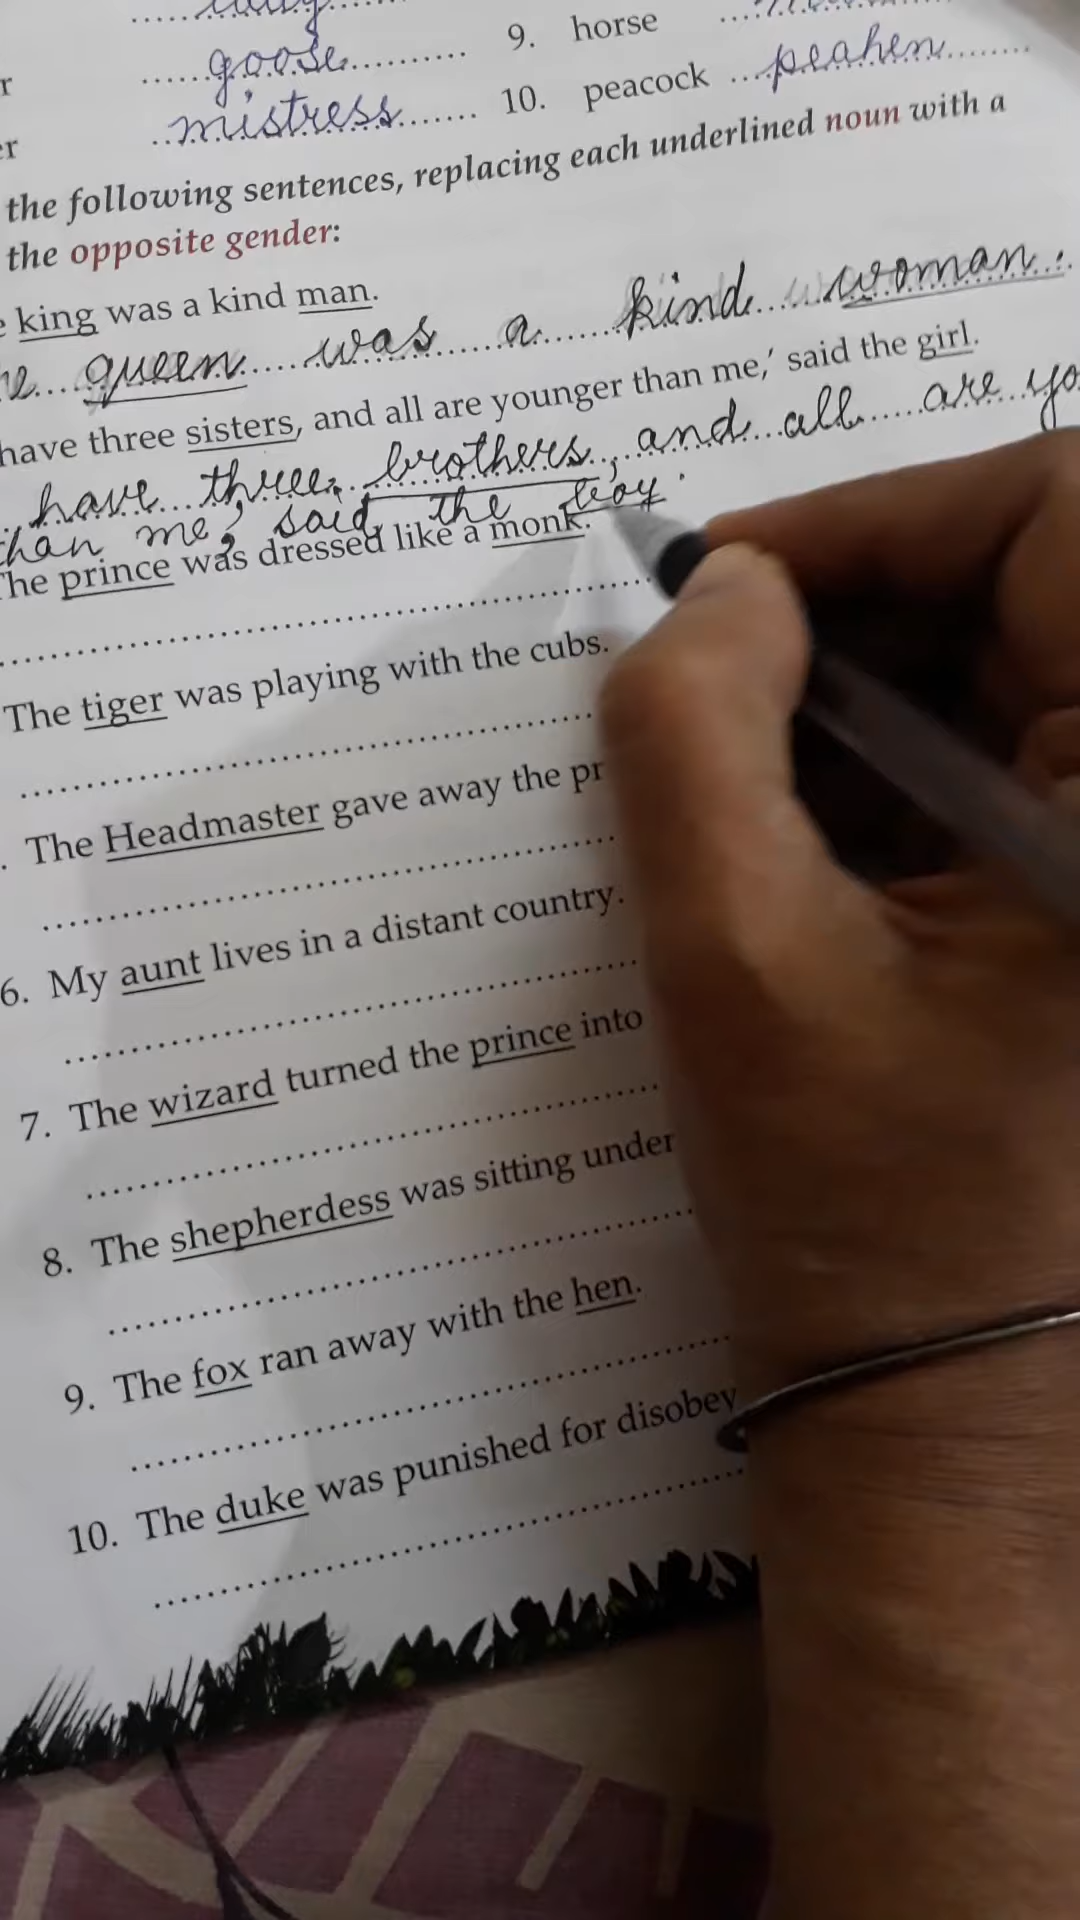 goose 9. horse
mistress 10. peacock peahen
the following sentences, replacing each underlined noun with a
the opposite gender:
king was a kind man.
queen was a kind woman.
have three sisters, and all are younger than me,' said the girl.
have three brothers, and all are yo
han me, said the boy.
The prince was dressed like a monk.
The tiger was playing with the cubs.
. The Headmaster gave away the pr
6. My aunt lives in a distant country.
7. The wizard turned the prince into
8. The shepherdess was sitting under
9. The fox ran away with the hen.
10. The duke was punished for disobey